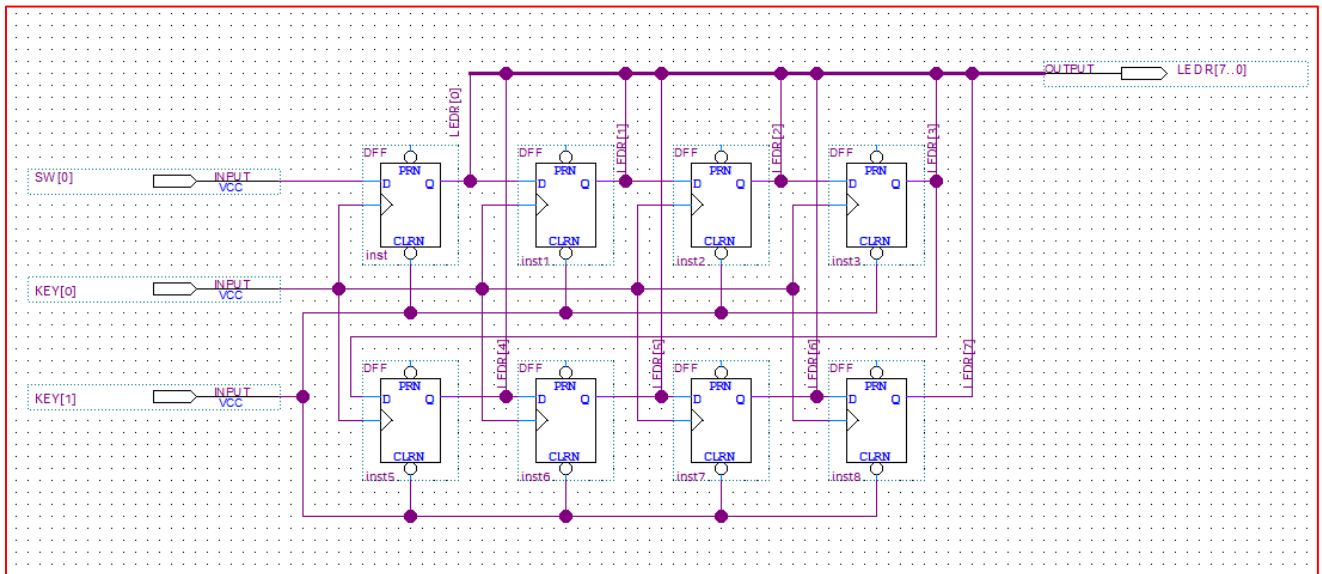 OUTPUT LEDR[7..0]
LEDR[0] LEDR[1] LEDR[2] LEDR[3]
DFF DFF DFF DFF
PRN PRN PRN PRN
SW[0] INPUT VCC D Q D Q D Q D Q
CLRN CLRN CLRN CLRN
inst inst1 inst2 inst3
KEY[0] INPUT VCC
LEDR[4] LEDR[5] LEDR[6] LEDR[7]
DFF DFF DFF DFF
PRN PRN PRN PRN
KEY[1] INPUT VCC D Q D Q D Q D Q
CLRN CLRN CLRN CLRN
inst5 inst6 inst7 inst8